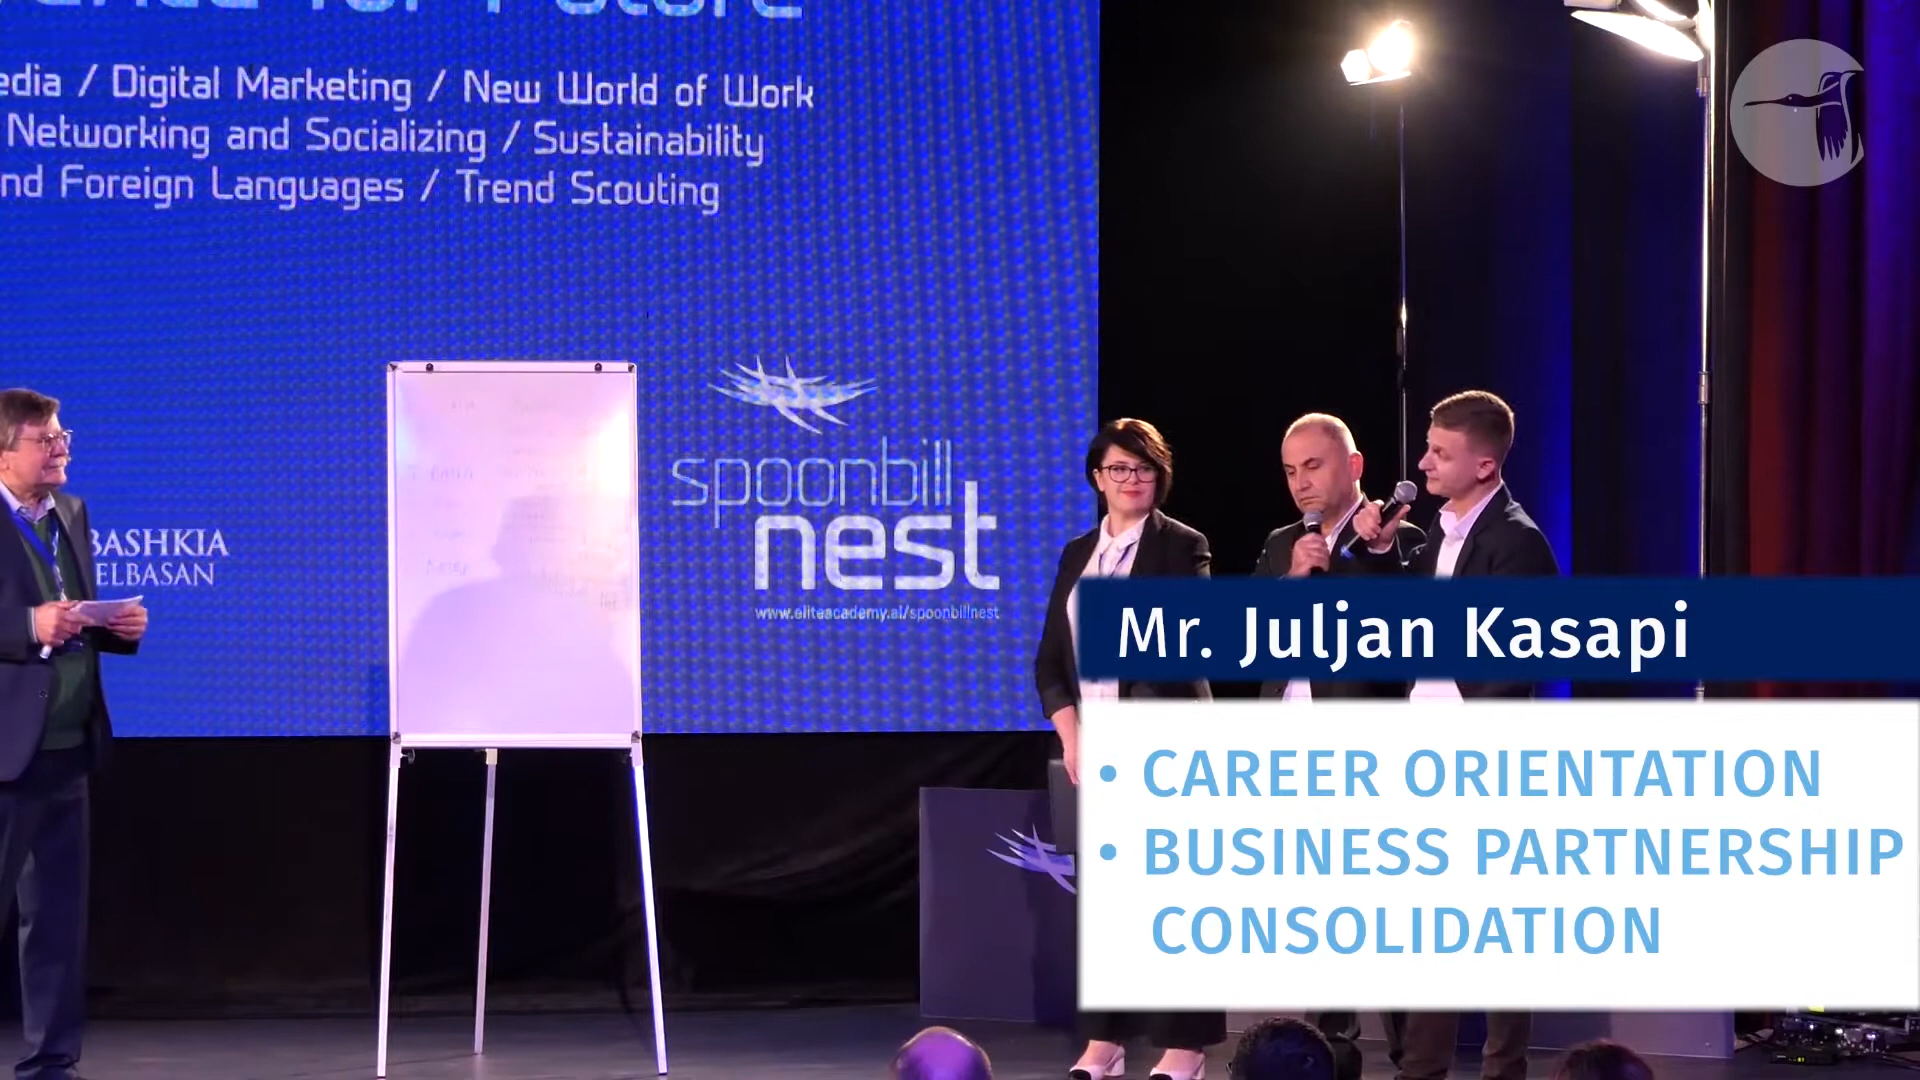 edia / Digital Marketing / New World of Work
Networking and Socializing / Sustainability
nd Foreign Languages / Trend Scouting
spoonbill
nest
www.eliteacademy.al/spoonbillnest
BASHKIA
ELBASAN
Mr. Juljan Kasapi
• CAREER ORIENTATION
• BUSINESS PARTNERSHIP
CONSOLIDATION